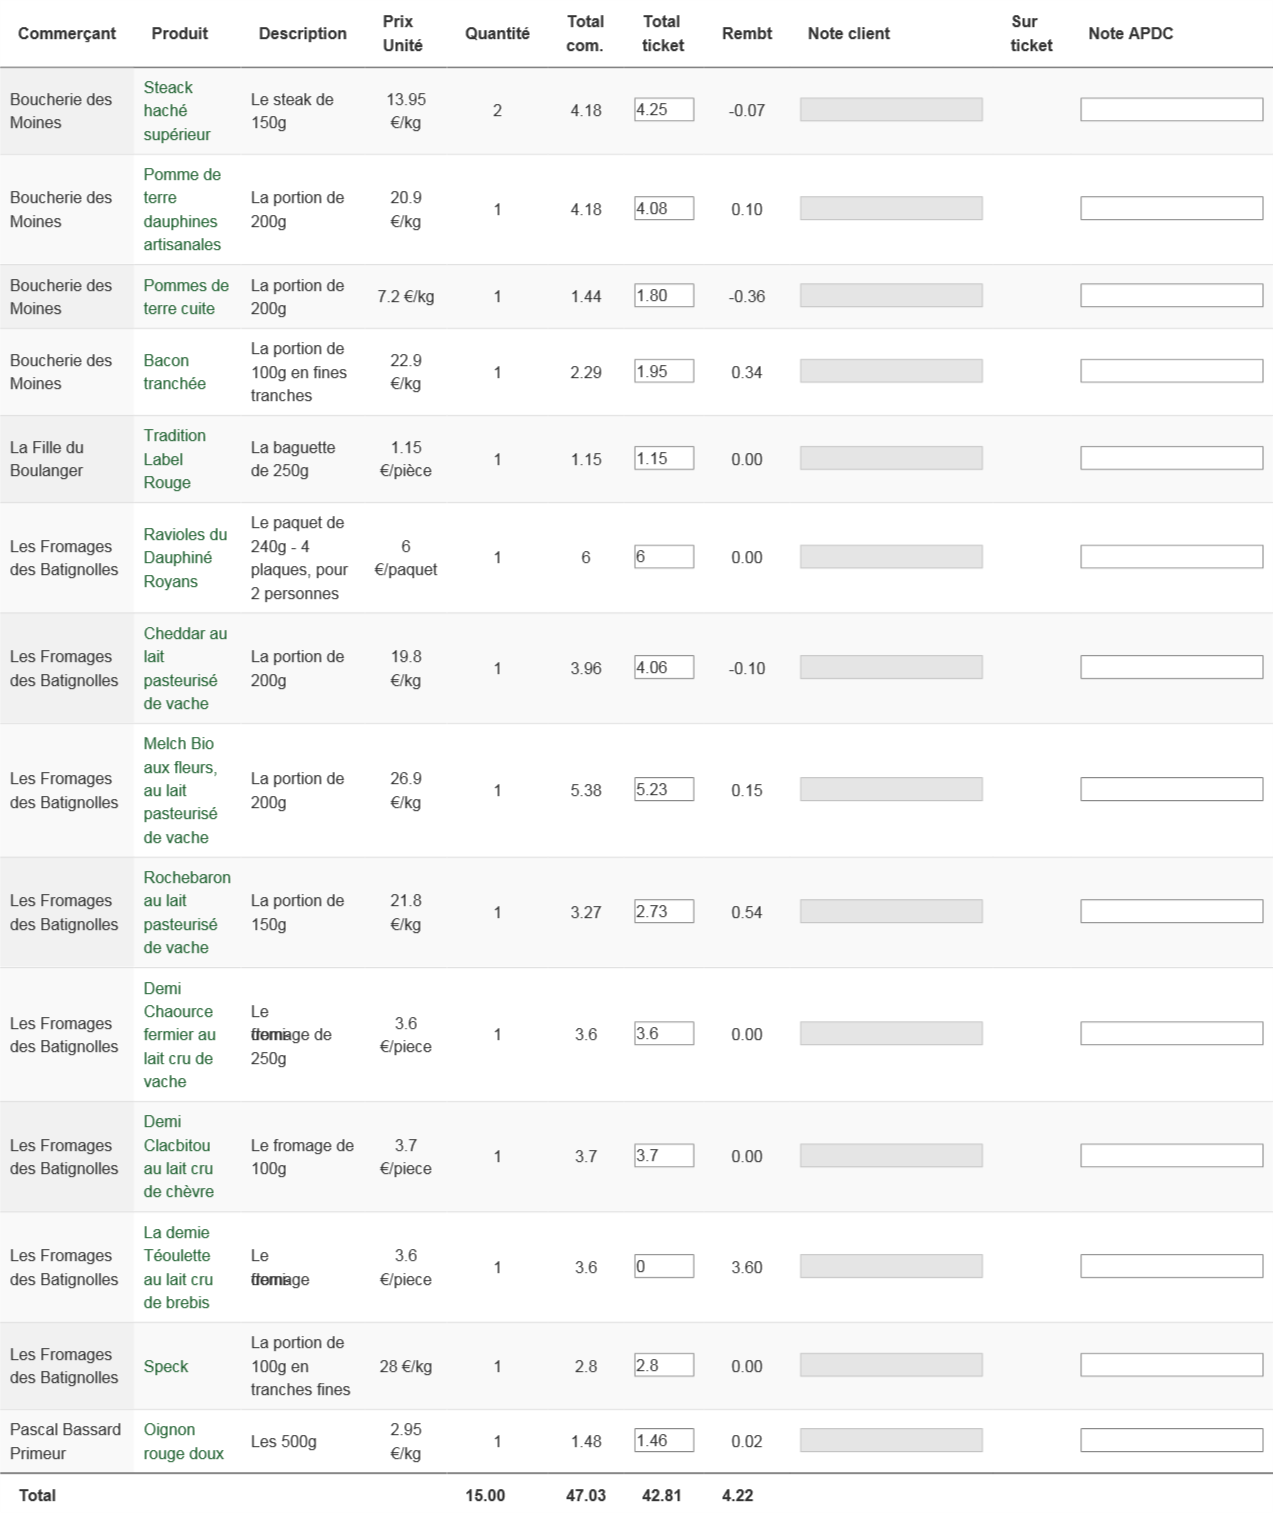 Commerçant Produit Description Prix Unité Quantité Total com. Total ticket Rembt Note client Sur ticket Note APDC
Boucherie des Moines Steack haché supérieur Le steak de 150g 13.95 €/kg 2 4.18 4.25 -0.07
Boucherie des Moines Pomme de terre dauphines artisanales La portion de 200g 20.9 €/kg 1 4.18 4.08 0.10
Boucherie des Moines Pommes de terre cuite La portion de 200g 7.2 €/kg 1 1.44 1.80 -0.36
Boucherie des Moines Bacon tranchée La portion de 100g en fines tranches 22.9 €/kg 1 2.29 1.95 0.34
La Fille du Boulanger Tradition Label Rouge La baguette de 250g 1.15 €/pièce 1 1.15 1.15 0.00
Les Fromages des Batignolles Ravioles du Dauphiné Royans Le paquet de 240g - 4 plaques, pour 2 personnes 6 €/paquet 1 6 6 0.00
Les Fromages des Batignolles Cheddar au lait pasteurisé de vache La portion de 200g 19.8 €/kg 1 3.96 4.06 -0.10
Les Fromages des Batignolles Melch Bio aux fleurs, au lait pasteurisé de vache La portion de 200g 26.9 €/kg 1 5.38 5.23 0.15
Les Fromages des Batignolles Rochebaron au lait pasteurisé de vache La portion de 150g 21.8 €/kg 1 3.27 2.73 0.54
Les Fromages des Batignolles Demi Chaource fermier au lait cru de vache Le de 250g 3.6 €/piece 1 3.6 3.6 0.00
Les Fromages des Batignolles Demi Clacbitou au lait cru de chèvre Le fromage de 100g 3.7 €/piece 1 3.7 3.7 0.00
Les Fromages des Batignolles La demie Téoulette au lait cru de brebis Le 3.6 €/piece 1 3.6 0 3.60
Les Fromages des Batignolles Speck La portion de 100g en tranches fines 28 €/kg 1 2.8 2.8 0.00
Pascal Bassard Primeur Oignon rouge doux Les 500g 2.95 €/kg 1 1.48 1.46 0.02
Total 15.00 47.03 42.81 4.22